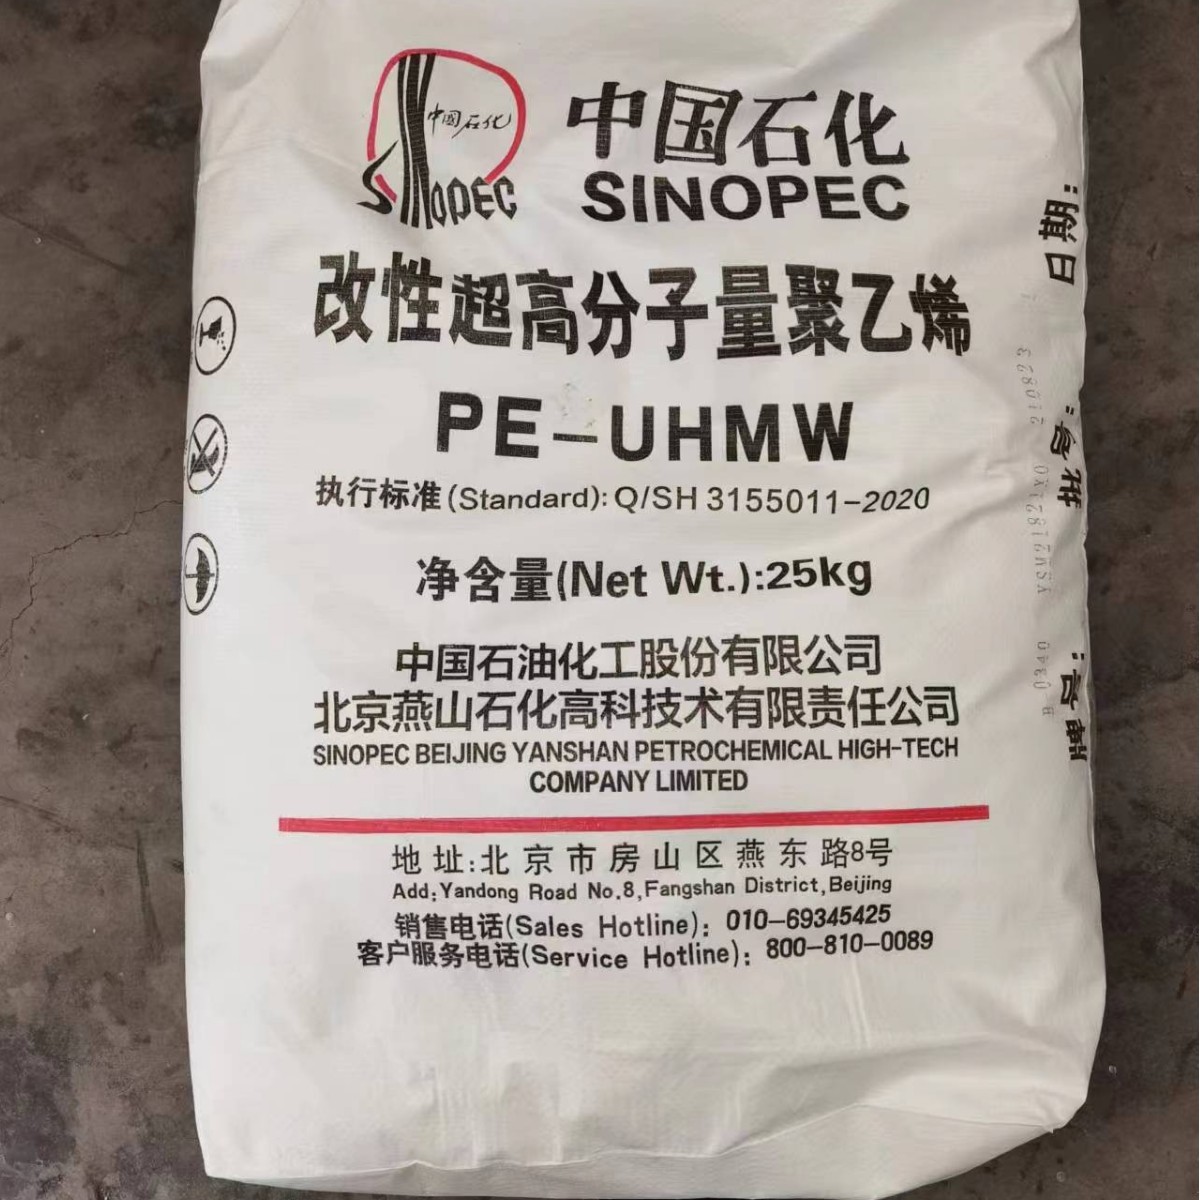 中国石化
SINOPEC
中国石化
SINOPEC
改性超高分子量聚乙烯
PE-UHMW
执行标准(Standard): Q/SH 3155011-2020
净含量(Net Wt.):25kg
中国石油化工股份有限公司
北京燕山石化高科技术有限责任公司
SINOPEC BEIJING YANSHAN PETROCHEMICAL HIGH-TECH
COMPANY LIMITED
地址:北京市房山区燕东路8号
Add:Yandong Road No.8,Fangshan District,Beijing
销售电话(Sales Hotline): 010-69345425
客户服务电话(Service Hotline): 800-810-0089
日期:
批号:
牌号:
210823